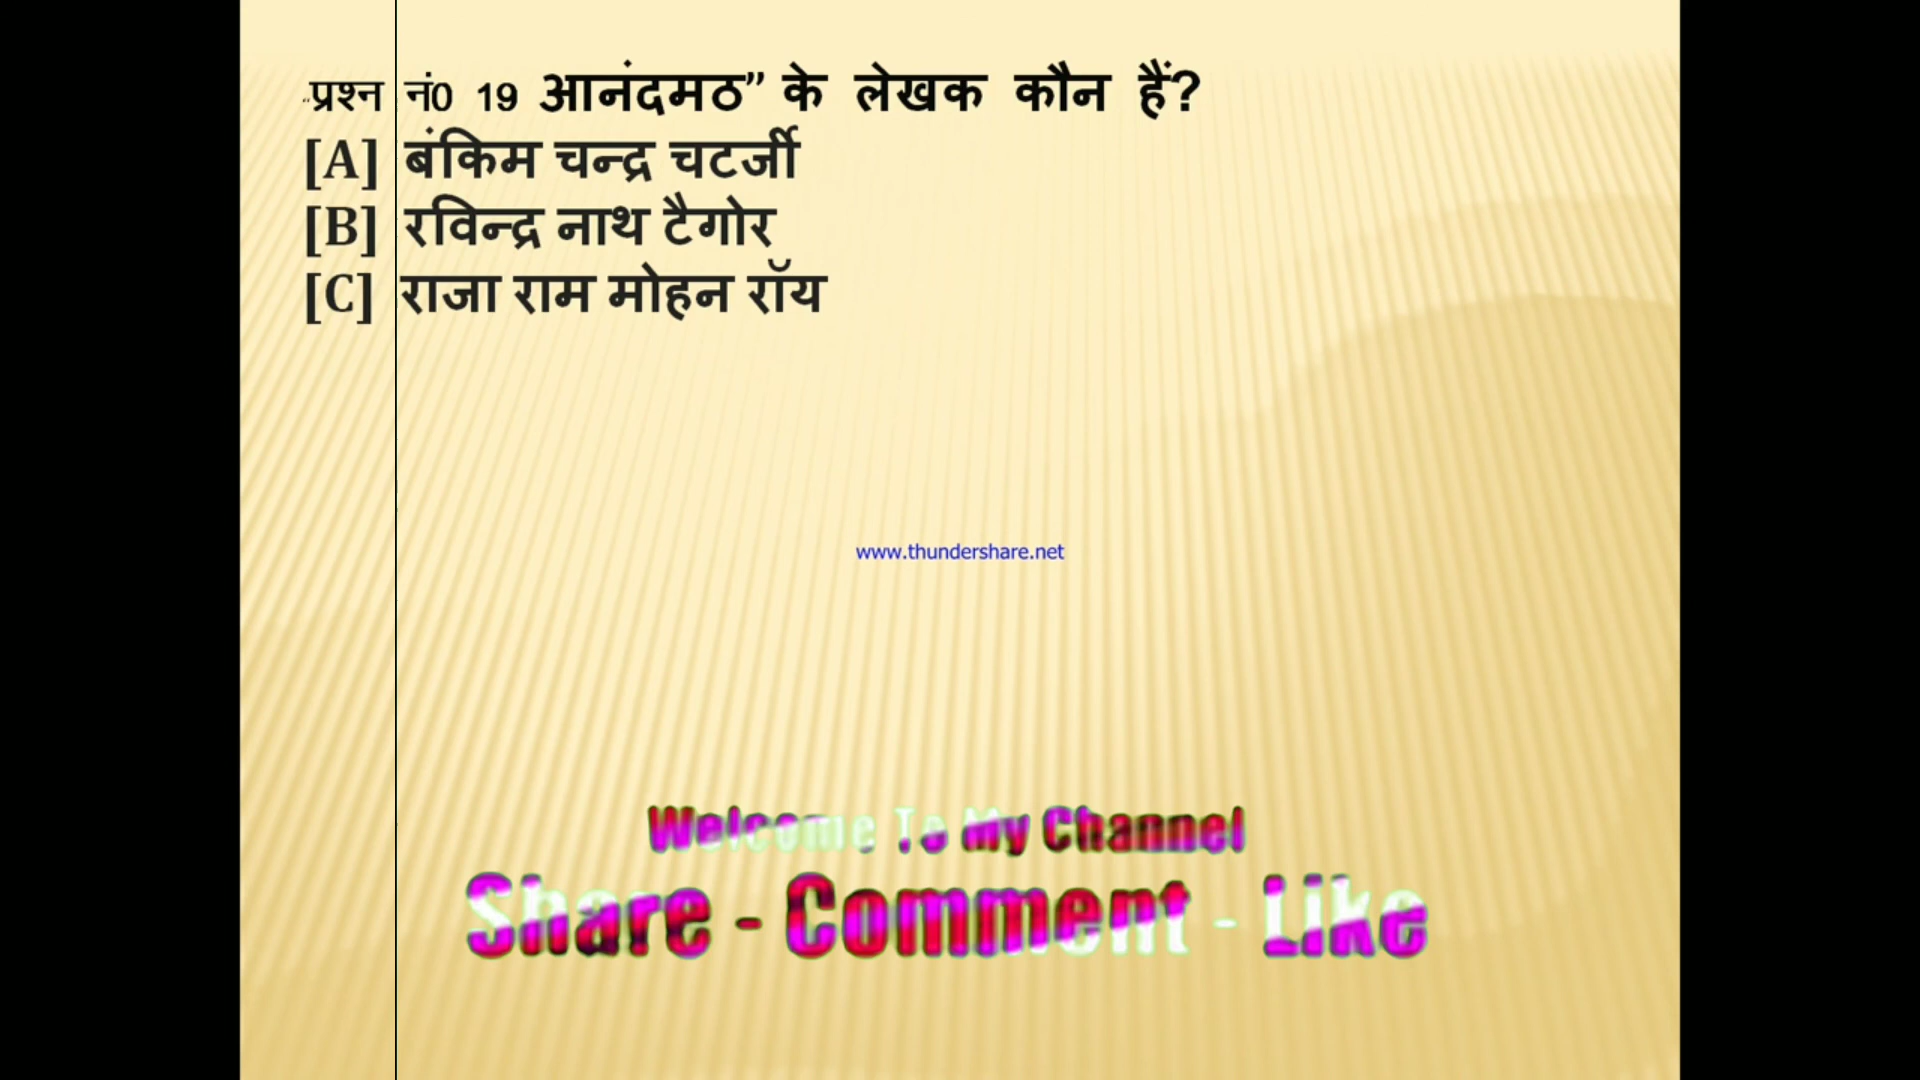 “प्रश्न नं0 19 आनंदमठ” के लेखक कौन हैं?
[A] बंकिम चन्द्र चटर्जी
[B] रविन्द्र नाथ टैगोर
[C] राजा राम मोहन रॉय
www.thundershare.net
Welcome To My Channel
Share - Comment - Like